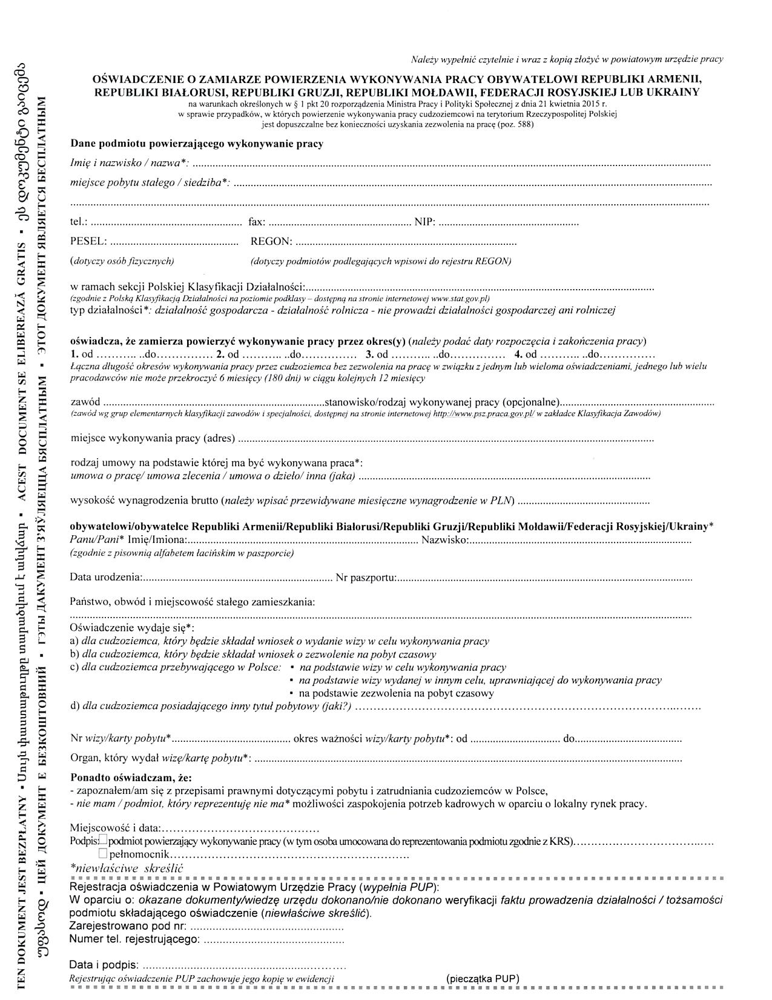 Należy wypełnić czytelnie i wraz z kopią złożyć w powiatowym urzędzie pracy
OŚWIADCZENIE O ZAMIARZE POWIERZENIA WYKONYWANIA PRACY OBYWATELOWI REPUBLIKI ARMENII,
REPUBLIKI BIAŁORUSI, REPUBLIKI GRUZJI, REPUBLIKI MOŁDAWII, FEDERACJI ROSYJSKIEJ LUB UKRAINY
na warunkach określonych w § 1 pkt 20 rozporządzenia Ministra Pracy i Polityki Społecznej z dnia 21 kwietnia 2015 r.
w sprawie przypadków, w których powierzenie wykonywania pracy cudzoziemcowi na terytorium Rzeczypospolitej Polskiej
jest dopuszczalne bez konieczności uzyskania zezwolenia na pracę (poz. 588)
Dane podmiotu powierzającego wykonywanie pracy
Imię i nazwisko / nazwa*: ......................................................
miejsce pobytu stałego / siedziba*: ......................................................
......................................................
tel.: .................................. fax: .................................. NIP: ..................................
PESEL: .................................. REGON: ..................................
(dotyczy osób fizycznych) (dotyczy podmiotów podlegających wpisowi do rejestru REGON)
w ramach sekcji Polskiej Klasyfikacji Działalności:......................................................
(zgodnie z Polską Klasyfikacją Działalności na poziomie podklasy – dostępną na stronie internetowej www.stat.gov.pl)
typ działalności*: działalność gospodarcza - działalność rolnicza - nie prowadzi działalności gospodarczej ani rolniczej
oświadcza, że zamierza powierzyć wykonywanie pracy przez okres(y) (należy podać daty rozpoczęcia i zakończenia pracy)
1. od ……….. ..do…………… 2. od ……….. ..do…………… 3. od ……….. ..do…………… 4. od ……….. ..do……………
Łączna długość okresów wykonywania pracy przez cudzoziemca bez zezwolenia na pracę w związku z jednym lub wieloma oświadczeniami, jednego lub wielu
pracodawców nie może przekroczyć 6 miesięcy (180 dni) w ciągu kolejnych 12 miesięcy
zawód ..................................stanowisko/rodzaj wykonywanej pracy (opcjonalne)..................................
(zawód wg grup elementarnych klasyfikacji zawodów i specjalności, dostępnej na stronie internetowej http://www.psz.praca.gov.pl/ w zakładce Klasyfikacja Zawodów)
miejsce wykonywania pracy (adres) ......................................................
rodzaj umowy na podstawie której ma być wykonywana praca*:
umowa o pracę/ umowa zlecenia / umowa o dzieło/ inna (jaka) ......................................................
wysokość wynagrodzenia brutto (należy wpisać przewidywane miesięczne wynagrodzenie w PLN) ..................................
obywatelowi/obywatelce Republiki Armenii/Republiki Białorusi/Republiki Gruzji/Republiki Mołdawii/Federacji Rosyjskiej/Ukrainy*
Panu/Pani* Imię/Imiona:.................................. Nazwisko:..................................
(zgodnie z pisownią alfabetem łacińskim w paszporcie)
Data urodzenia:.................................. Nr paszportu:..................................
Państwo, obwód i miejscowość stałego zamieszkania:
......................................................
Oświadczenie wydaje się*:
a) dla cudzoziemca, który będzie składał wniosek o wydanie wizy w celu wykonywania pracy
b) dla cudzoziemca, który będzie składał wniosek o zezwolenie na pobyt czasowy
c) dla cudzoziemca przebywającego w Polsce: ▪ na podstawie wizy w celu wykonywania pracy
▪ na podstawie wizy wydanej w innym celu, uprawniającej do wykonywania pracy
▪ na podstawie zezwolenia na pobyt czasowy
d) dla cudzoziemca posiadającego inny tytuł pobytowy (jaki?) ......................................................
Nr wizy/karty pobytu*.................................. okres ważności wizy/karty pobytu*: od .......................... do..........................
Organ, który wydał wizę/kartę pobytu*: ......................................................
Ponadto oświadczam, że:
- zapoznałem/am się z przepisami prawnymi dotyczącymi pobytu i zatrudniania cudzoziemców w Polsce,
- nie mam / podmiot, który reprezentuję nie ma* możliwości zaspokojenia potrzeb kadrowych w oparciu o lokalny rynek pracy.
Miejscowość i data:..................................
Podpis:☐podmiot powierzający wykonywanie pracy (w tym osoba umocowana do reprezentowania podmiotu zgodnie z KRS)..................................
☐ pełnomocnik......................................................
*niewłaściwe skreślić
Rejestracja oświadczenia w Powiatowym Urzędzie Pracy (wypełnia PUP):
W oparciu o: okazane dokumenty/wiedzę urzędu dokonano/nie dokonano weryfikacji faktu prowadzenia działalności / tożsamości
podmiotu składającego oświadczenie (niewłaściwe skreślić).
Zarejestrowano pod nr: ..................................
Numer tel. rejestrującego: ..................................
Data i podpis: ..................................
Rejestrując oświadczenie PUP zachowuje jego kopię w ewidencji (pieczątka PUP)
TEN DOKUMENT JEST BEZPŁATNY ▪ Սույն փաստաթուղթը տարածվում է անվճար ▪ ACEST DOCUMENT SE ELIBEREAZĂ GRATIS ▪ ეს დოკუმენტი გაიცემა
უფასოდ ▪ ЦЕЙ ДОКУМЕНТ Е БЕЗКОШТОВНИЙ ▪ ГЭТЫ ДАКУМЕНТ З'ЯЎЛЯЕЦЦА БЯСПЛАТНЫМ ▪ ЭТОТ ДОКУМЕНТ ЯВЛЯЕТСЯ БЕСПЛАТНЫМ